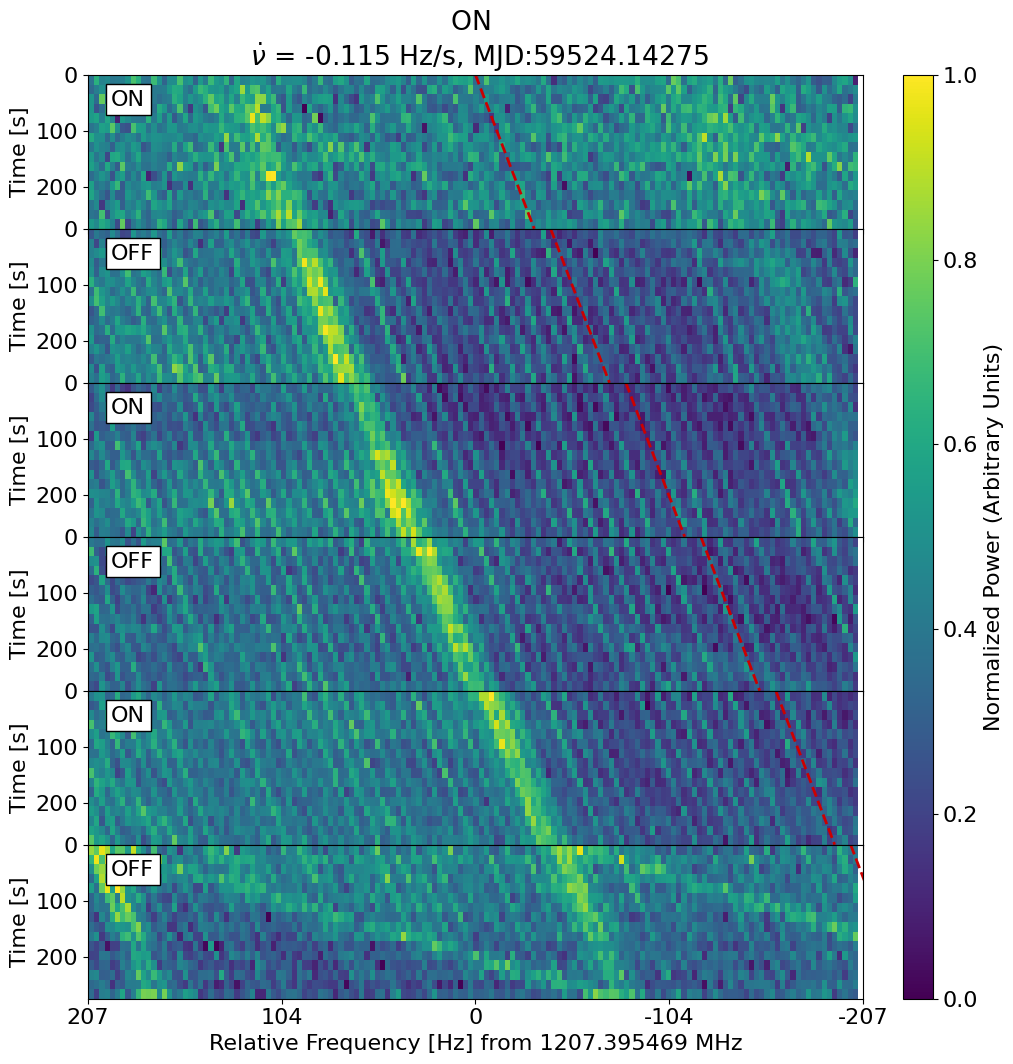 ON
ν̇ = -0.115 Hz/s, MJD:59524.14275
ON
OFF
ON
OFF
ON
OFF
0
100
200
0
100
200
0
100
200
0
100
200
0
100
200
0
100
200
Time [s]
Time [s]
Time [s]
Time [s]
Time [s]
Time [s]
207
104
0
-104
-207
Relative Frequency [Hz] from 1207.395469 MHz
1.0
0.8
0.6
0.4
0.2
0.0
Normalized Power (Arbitrary Units)